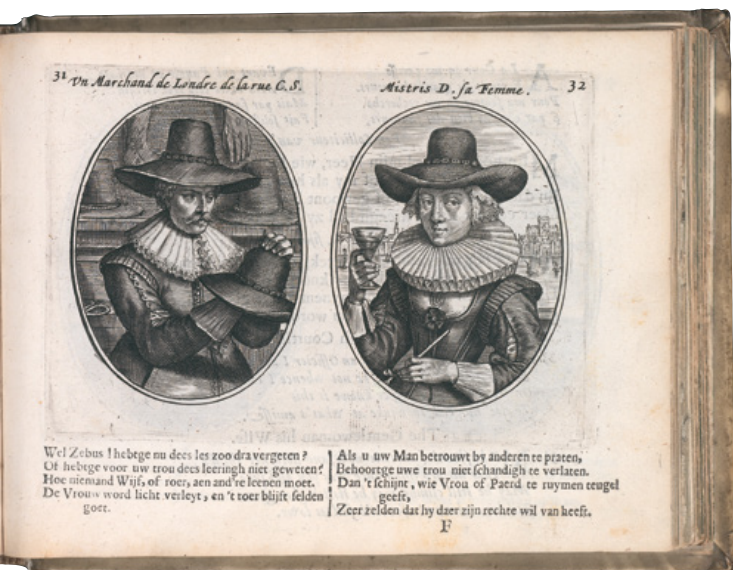 31 Vn Marchand de Londre de la rue C. S.
Mistris D. sa Femme. 32
Wel Zebus ! hebtge nu dees les zoo dra vergeten ?
Of hebtge voor uw trou dees leeringh niet geweten?
Hoe niemand Wijf, of roer, aen and're leenen moet.
De Vrouw word licht verleyt, en 't roer blijft selden
goet.
Als u uw Man betrouwt by anderen te praten,
Behoortge uwe trou niet schandigh te verlaten.
Dan 't schijnt, wie Vrou of Paerd te ruymen teugel
geeft,
Zeer zelden dat hy daer zijn rechte wil van heeft.
F